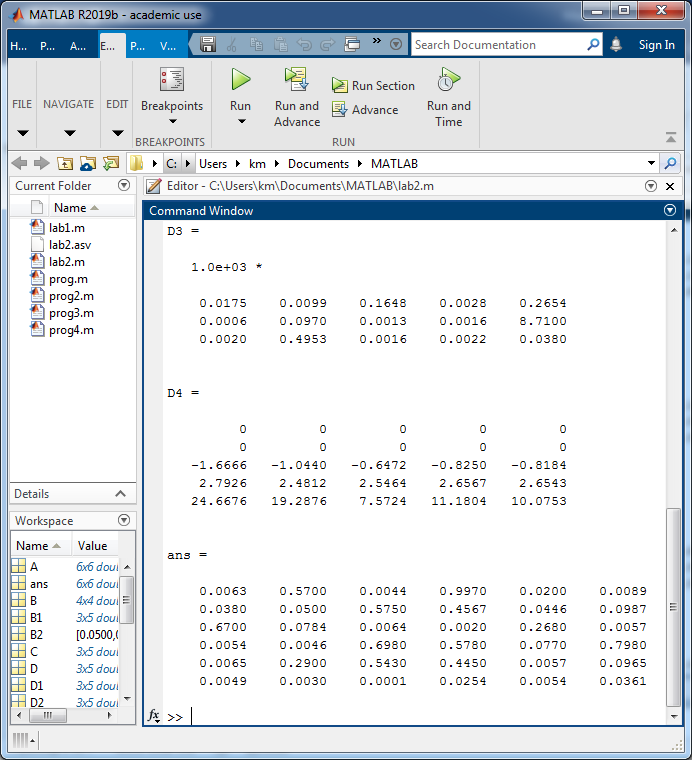 MATLAB R2019b - academic use
H... P... A... E... P... V... » Search Documentation Sign In
FILE NAVIGATE EDIT Breakpoints Run Run and Advance Run Section Advance Run and Time
BREAKPOINTS RUN
C: Users km Documents MATLAB
Current Folder
Name
lab1.m
lab2.asv
lab2.m
prog.m
prog2.m
prog3.m
prog4.m
Details
Workspace
Name Value
A 6x6 doubl
ans 6x6 doubl
B 4x4 doubl
B1 3x5 doubl
B2 [0.0500,0
C 3x5 doubl
D 3x5 doubl
D1 3x5 doubl
D2 3x5 doubl
Editor - C:\Users\km\Documents\MATLAB\lab2.m
Command Window
D3 =
1.0e+03 *
0.0175 0.0099 0.1648 0.0028 0.2654
0.0006 0.0970 0.0013 0.0016 8.7100
0.0020 0.4953 0.0016 0.0022 0.0380
D4 =
0 0 0 0 0
0 0 0 0 0
-1.6666 -1.0440 -0.6472 -0.8250 -0.8184
2.7926 2.4812 2.5464 2.6567 2.6543
24.6676 19.2876 7.5724 11.1804 10.0753
ans =
0.0063 0.5700 0.0044 0.9970 0.0200 0.0089
0.0380 0.0500 0.5750 0.4567 0.0446 0.0987
0.6700 0.0784 0.0064 0.0020 0.2680 0.0057
0.0054 0.0046 0.6980 0.5780 0.0770 0.7980
0.0065 0.2900 0.5430 0.4450 0.0057 0.0965
0.0049 0.0030 0.0001 0.0254 0.0054 0.0361
fx >>